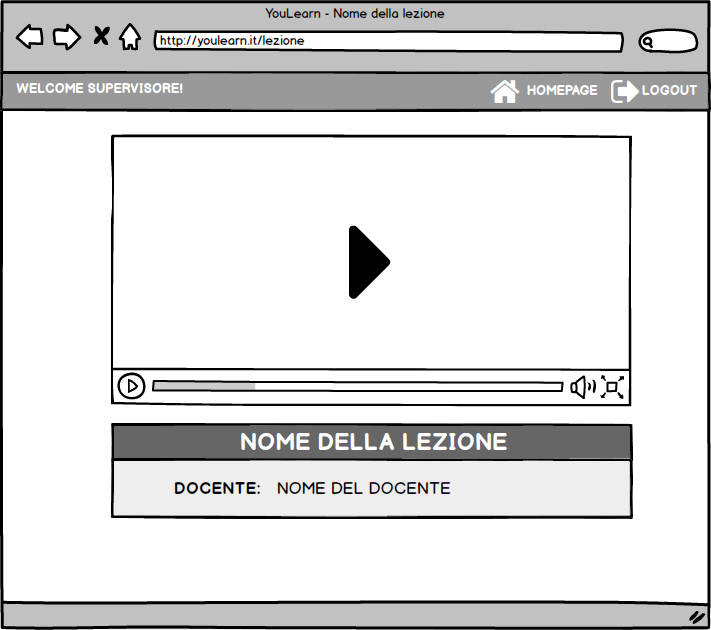 YouLearn - Nome della lezione
http://youlearn.it/lezione
WELCOME SUPERVISORE! HOMEPAGE LOGOUT
NOME DELLA LEZIONE
DOCENTE: NOME DEL DOCENTE